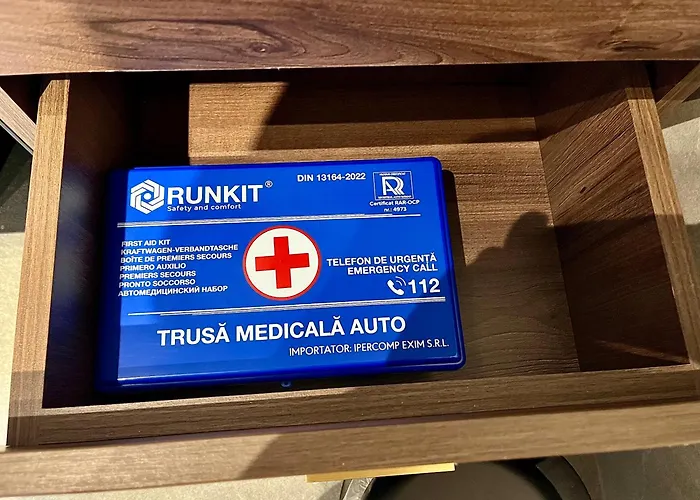 RUNKIT®
Safety and comfort
DIN 13164-2022
Certificat RAR-OCP
nr.: 4973
FIRST AID KIT
KRAFTWAGEN-VERBANDTASCHE
BOÎTE DE PREMIERS SECOURS
PRIMERO AUXILIO
PREMIERS SECOURS
PRONTO SOCCORSO
АВТОМЕДИЦИНСКИЙ НАБОР
TELEFON DE URGENȚĂ
EMERGENCY CALL
112
TRUSĂ MEDICALĂ AUTO
IMPORTATOR: IPERCOMP EXIM S.R.L.